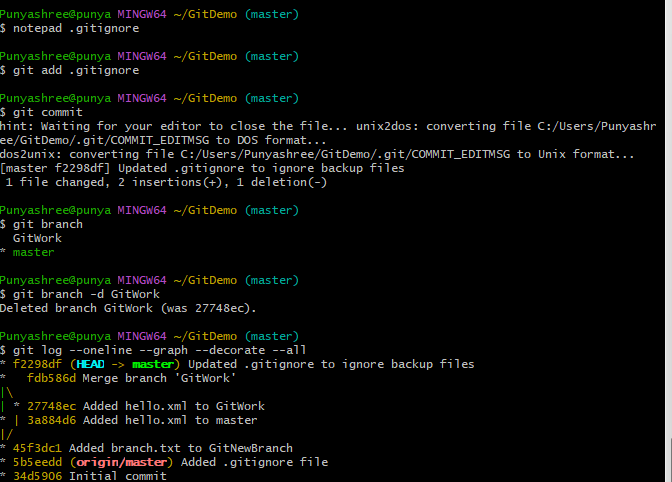 Punyashree@punya MINGW64 ~/GitDemo (master)
$ notepad .gitignore
Punyashree@punya MINGW64 ~/GitDemo (master)
$ git add .gitignore
Punyashree@punya MINGW64 ~/GitDemo (master)
$ git commit
hint: Waiting for your editor to close the file... unix2dos: converting file C:/Users/Punyashr
ee/GitDemo/.git/COMMIT_EDITMSG to DOS format...
dos2unix: converting file C:/Users/Punyashree/GitDemo/.git/COMMIT_EDITMSG to Unix format...
[master f2298df] Updated .gitignore to ignore backup files
 1 file changed, 2 insertions(+), 1 deletion(-)
Punyashree@punya MINGW64 ~/GitDemo (master)
$ git branch
  GitWork
* master
Punyashree@punya MINGW64 ~/GitDemo (master)
$ git branch -d GitWork
Deleted branch GitWork (was 27748ec).
Punyashree@punya MINGW64 ~/GitDemo (master)
$ git log --oneline --graph --decorate --all
* f2298df (HEAD -> master) Updated .gitignore to ignore backup files
*   fdb586d Merge branch 'GitWork'
|\
| * 27748ec Added hello.xml to GitWork
* | 3a884d6 Added hello.xml to master
|/
* 45f3dc1 Added branch.txt to GitNewBranch
* 5b5eedd (origin/master) Added .gitignore file
* 34d5906 Initial commit